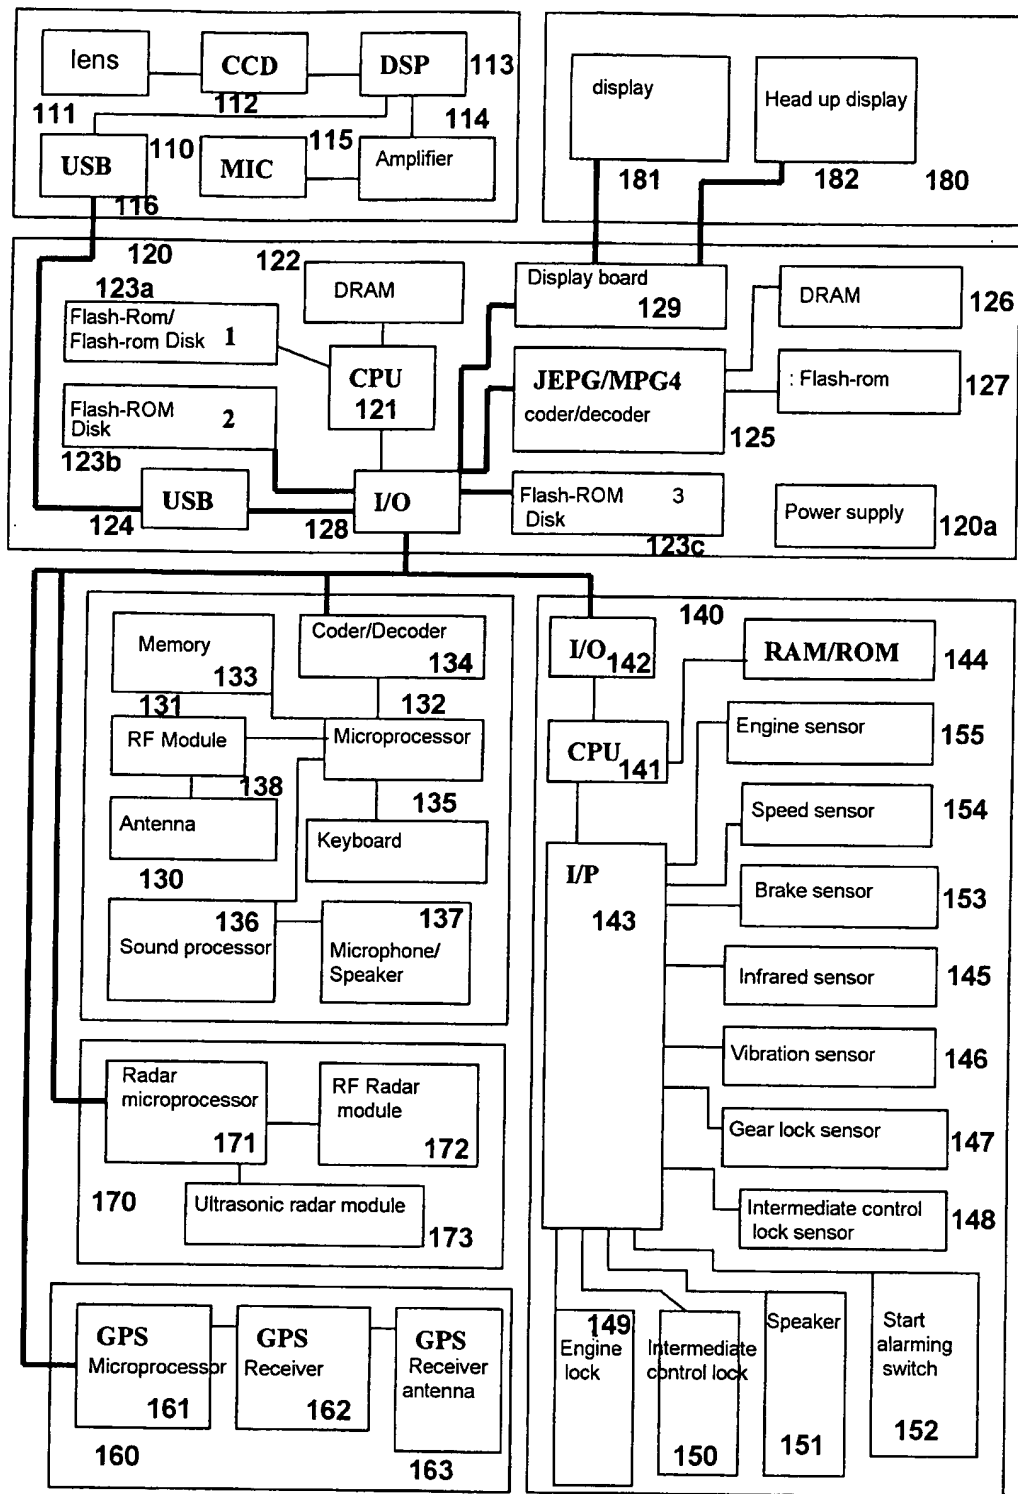 lens
CCD
DSP
113
111
112
114
110
115
USB
MIC
Amplifier
116
display
Head up display
181
182
180
120
122
DRAM
123a
Flash-Rom/
Flash-rom Disk
1
CPU
121
Flash-ROM
Disk
2
123b
USB
124
128
I/O
Display board
129
DRAM
126
JEPG/MPG4
coder/decoder
125
: Flash-rom
127
Flash-ROM
Disk
3
123c
Power supply
120a
Memory
133
Coder/Decoder
134
131
132
RF Module
Microprocessor
138
135
Antenna
Keyboard
130
136
Sound processor
137
Microphone/
Speaker
Radar
microprocessor
171
RF Radar
module
172
170
Ultrasonic radar module
173
GPS
Microprocessor
161
GPS
Receiver
162
GPS
Receiver
antenna
163
160
140
I/O
142
RAM/ROM
144
CPU
141
Engine sensor
155
Speed sensor
154
I/P
143
Brake sensor
153
Infrared sensor
145
Vibration sensor
146
Gear lock sensor
147
Intermediate control
lock sensor
148
149
Engine
lock
Intermediate
control lock
150
Speaker
151
Start
alarming
switch
152